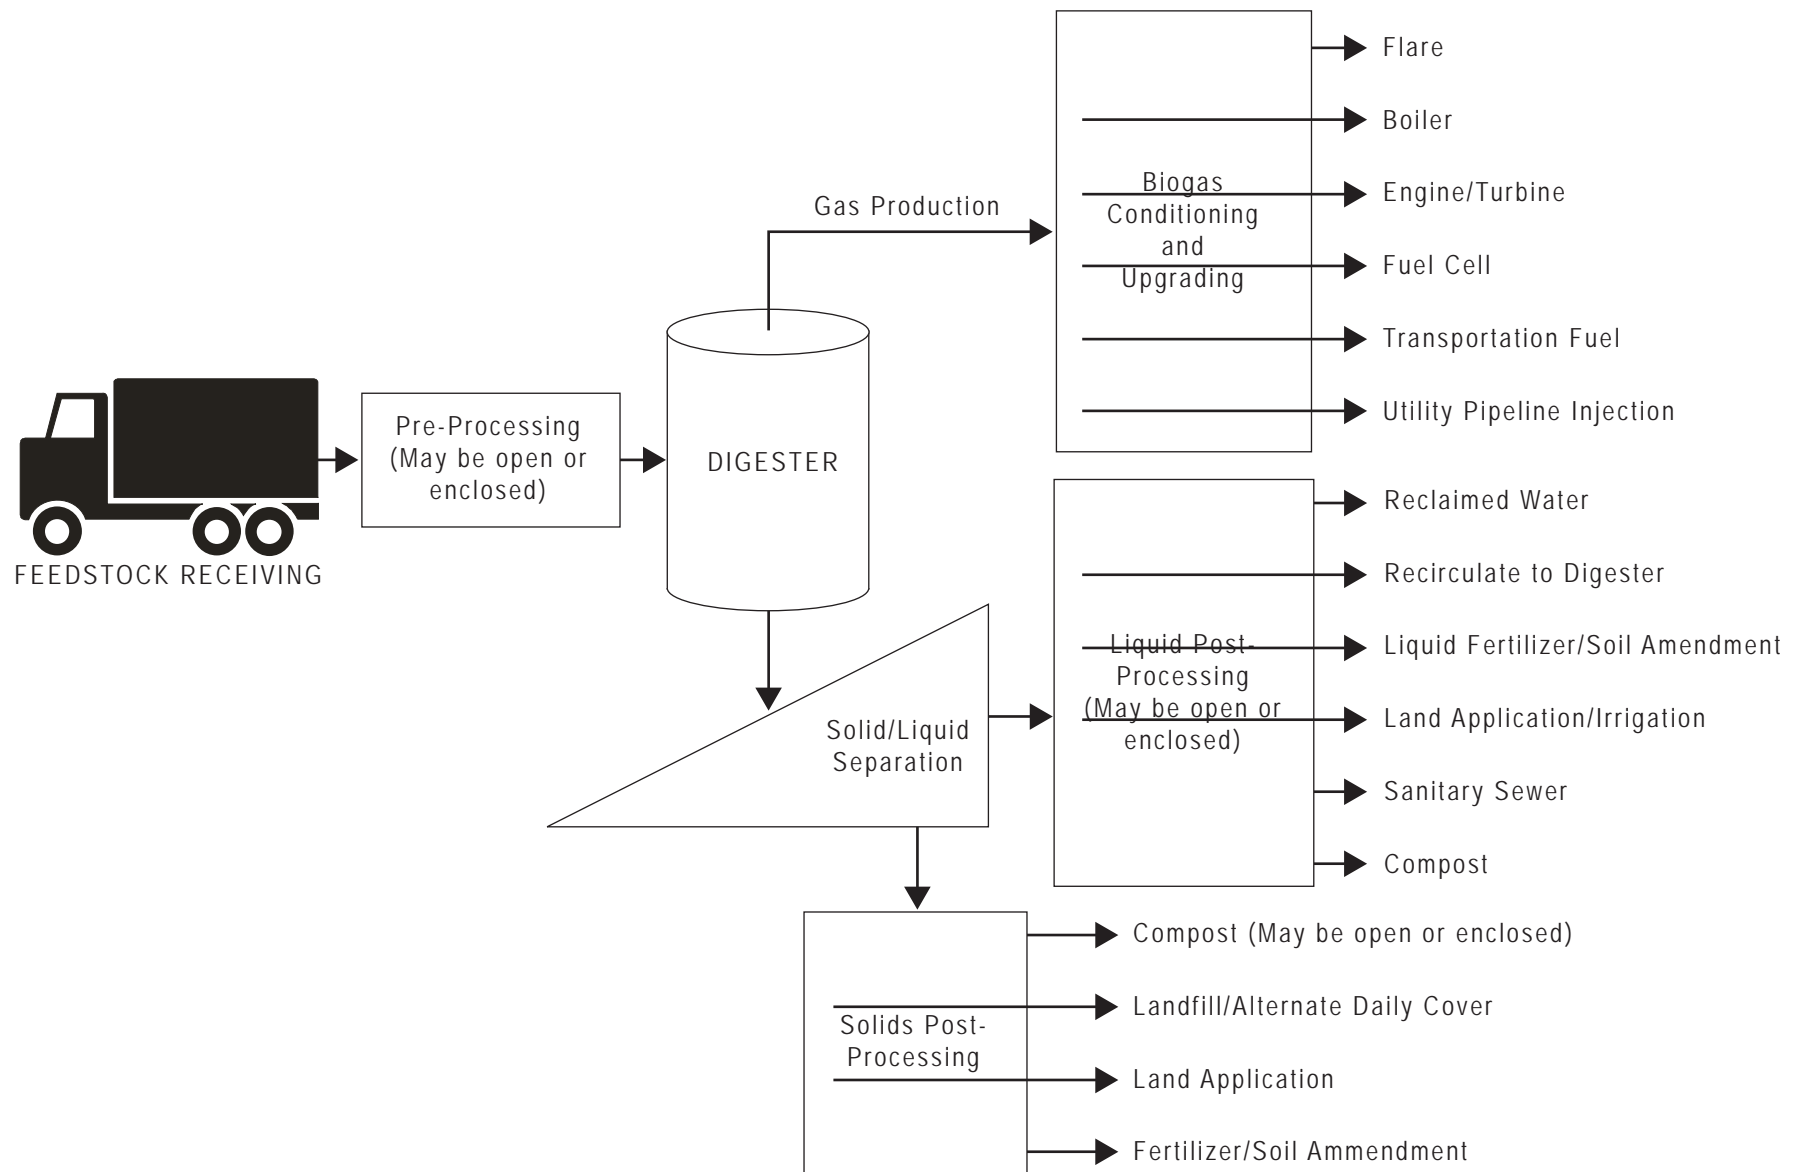 Flare
Boiler
Biogas
Conditioning
and
Upgrading
Engine/Turbine
Gas Production
Fuel Cell
Transportation Fuel
Utility Pipeline Injection
Pre-Processing
(May be open or
enclosed)
DIGESTER
FEEDSTOCK RECEIVING
Reclaimed Water
Recirculate to Digester
Liquid Post-
Processing
(May be open or
enclosed)
Liquid Fertilizer/Soil Amendment
Land Application/Irrigation
Solid/Liquid
Separation
Sanitary Sewer
Compost
Compost (May be open or enclosed)
Landfill/Alternate Daily Cover
Solids Post-
Processing
Land Application
Fertilizer/Soil Ammendment